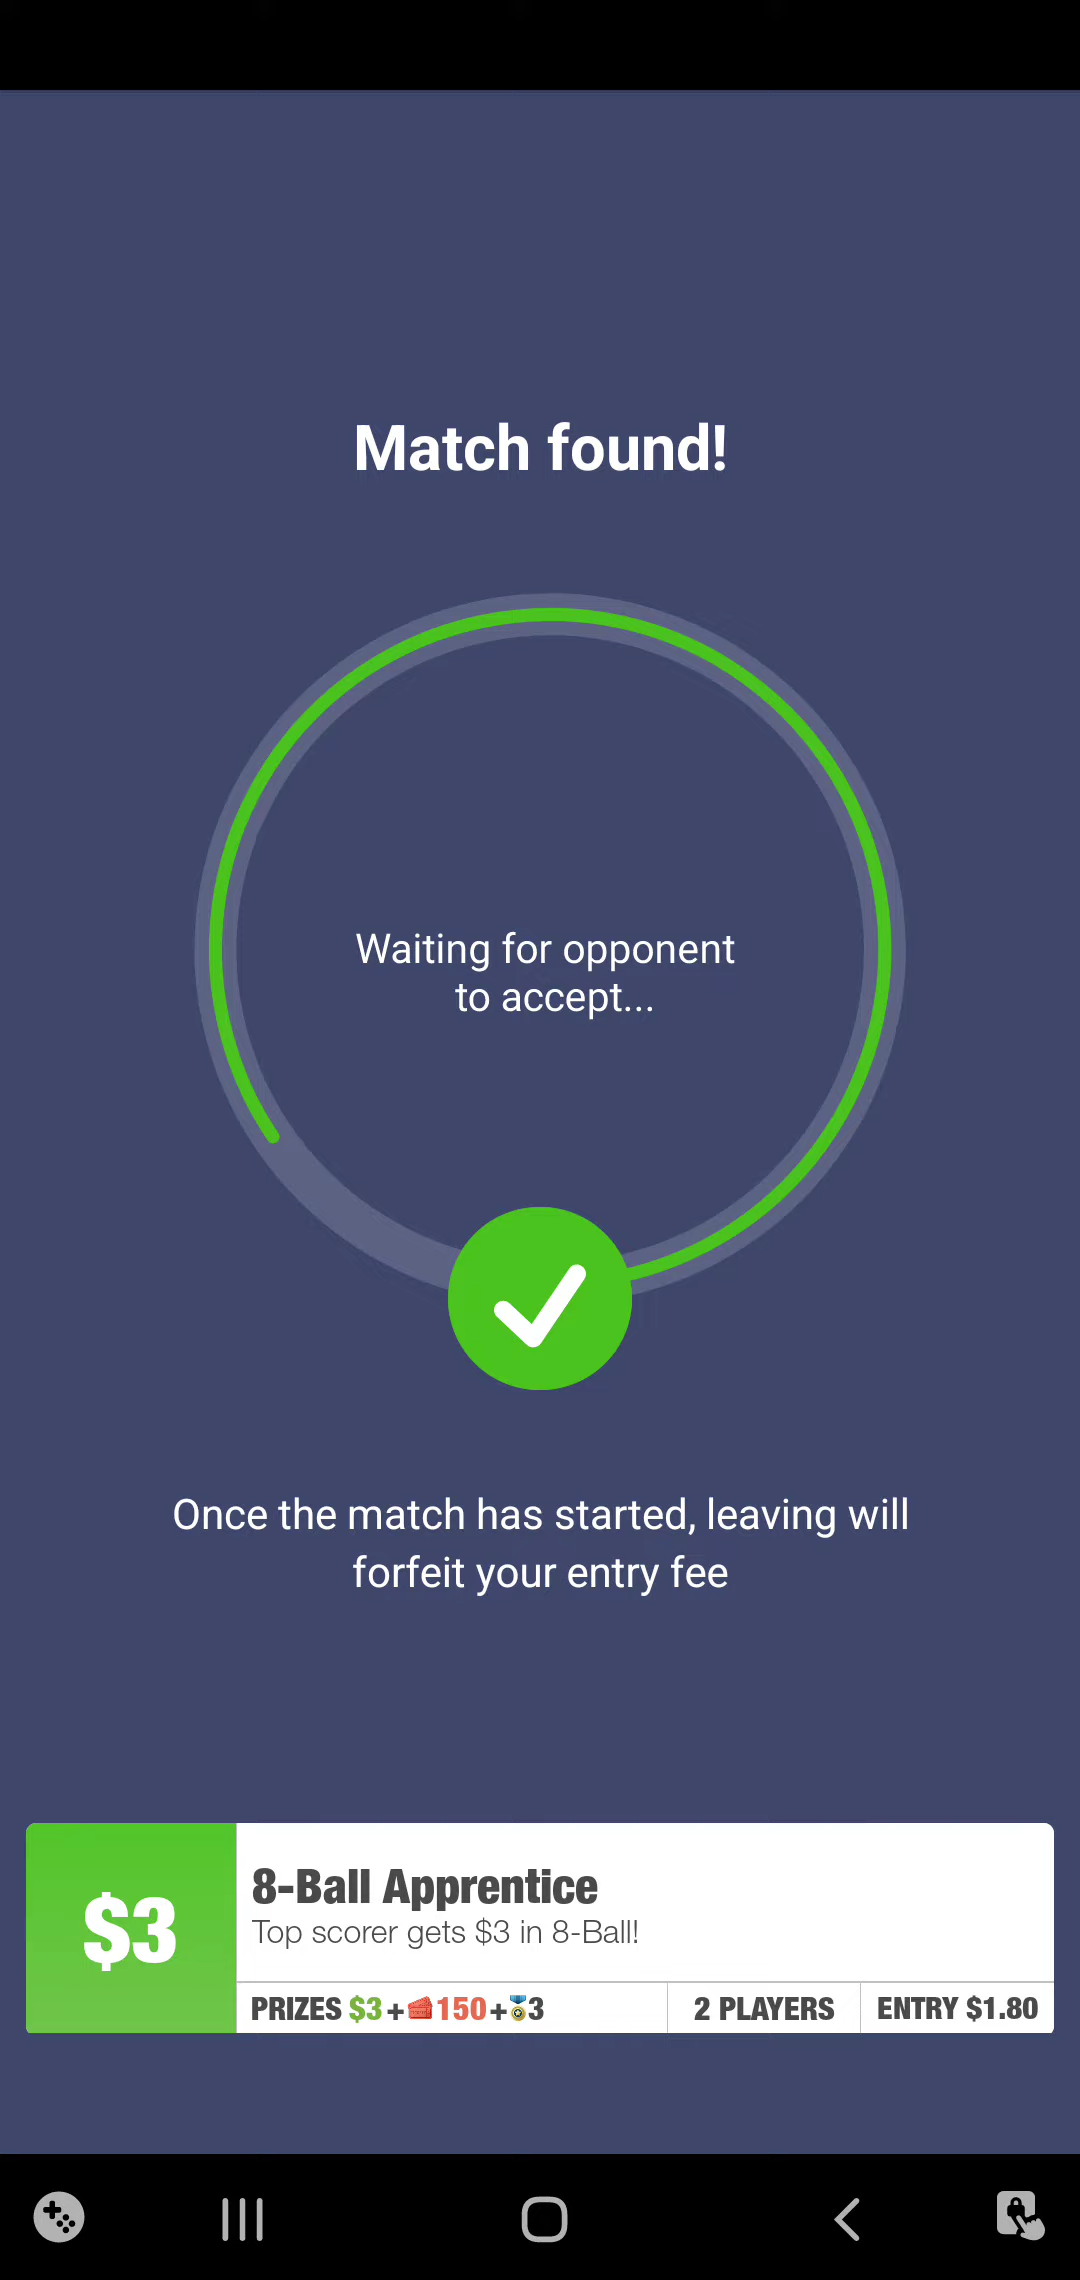 Match found!
Waiting for opponent
to accept...
Once the match has started, leaving will
forfeit your entry fee
$3
8-Ball Apprentice
Top scorer gets $3 in 8-Ball!
PRIZES $3+150+3
2 PLAYERS
ENTRY $1.80